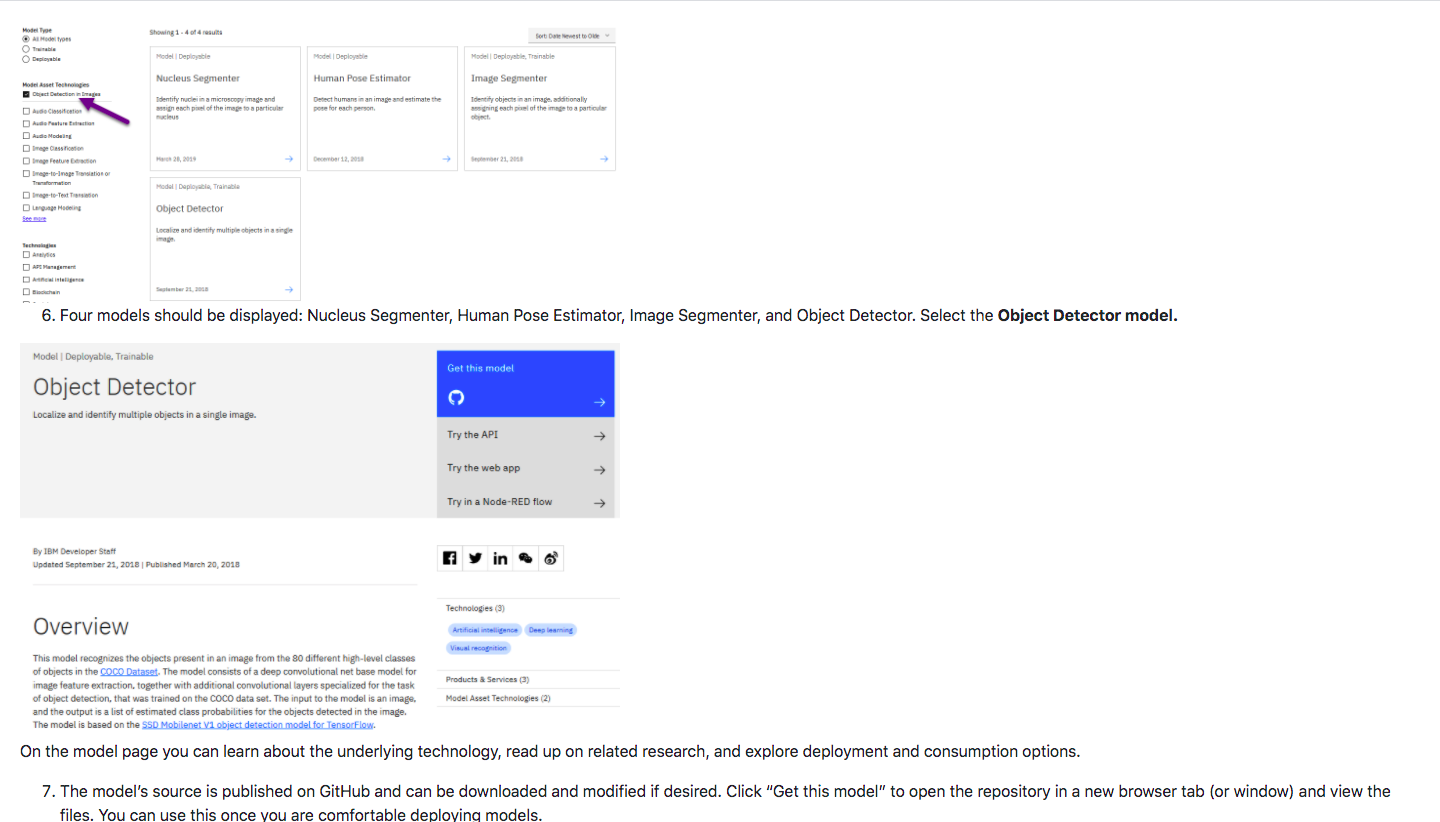 Model Type
All Model types
Trainable
Deployable
Model Asset Technologies
Object Detection in Images
Audio Classification
Audio Feature Extraction
Audio Modeling
Image Classification
Image Feature Extraction
Image-to-Image Translation or
Transformation
Image-to-Text Translation
Language Modeling
See more
Technologies
Analytics
API Management
Artificial intelligence
Blockchain
Showing 1 - 4 of 4 results
Sort: Date Newest to Olde
Model | Deployable
Nucleus Segmenter
Identify nuclei in a microscopy image and
assign each pixel of the image to a particular
nucleus
March 28, 2019
Model | Deployable
Human Pose Estimator
Detect humans in an image and estimate the
pose for each person.
December 12, 2018
Model | Deployable, Trainable
Image Segmenter
Identify objects in an image, additionally
assigning each pixel of the image to a particular
object.
September 21, 2018
Model | Deployable, Trainable
Object Detector
Localize and identify multiple objects in a single
image.
September 21, 2018
6. Four models should be displayed: Nucleus Segmenter, Human Pose Estimator, Image Segmenter, and Object Detector. Select the Object Detector model.
Model | Deployable, Trainable
Object Detector
Localize and identify multiple objects in a single image.
Get this model
Try the API
Try the web app
Try in a Node-RED flow
By IBM Developer Staff
Updated September 21, 2018 | Published March 20, 2018
Overview
This model recognizes the objects present in an image from the 80 different high-level classes
of objects in the COCO Dataset. The model consists of a deep convolutional net base model for
image feature extraction, together with additional convolutional layers specialized for the task
of object detection, that was trained on the COCO data set. The input to the model is an image,
and the output is a list of estimated class probabilities for the objects detected in the image.
The model is based on the SSD Mobilenet V1 object detection model for TensorFlow.
Technologies (3)
Artificial intelligence
Deep learning
Visual recognition
Products & Services (3)
Model Asset Technologies (2)
On the model page you can learn about the underlying technology, read up on related research, and explore deployment and consumption options.
7. The model's source is published on GitHub and can be downloaded and modified if desired. Click “Get this model” to open the repository in a new browser tab (or window) and view the
files. You can use this once you are comfortable deploying models.